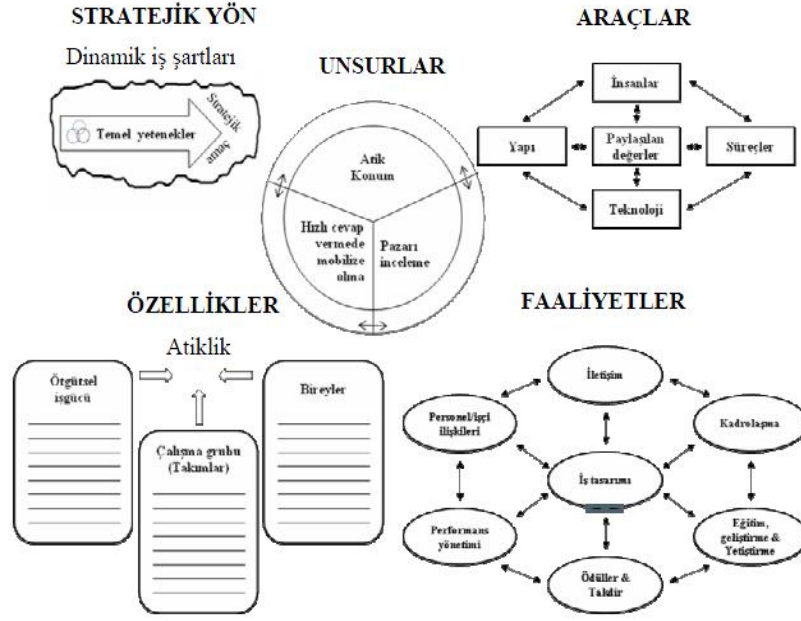 STRATEJİK YÖN
Dinamik iş şartları
Temel yetenekler
Stratejik
amaç
UNSURLAR
Atik
Konum
Hızlı cevap
vermede
mobilize
olma
Pazarı
inceleme
ARAÇLAR
İnsanlar
Yapı
Paylaşılan
değerler
Süreçler
Teknoloji
ÖZELLİKLER
Atiklik
Ötgütsel
işgücü
Çalışma grubu
(Takımlar)
Bireyler
FAALİYETLER
İletişim
Personel/işçi
ilişkileri
Kadrolaşma
İş tasarımı
Performans
yönetimi
Eğitim,
geliştirme &
Yetiştirme
Ödüller &
Takdir